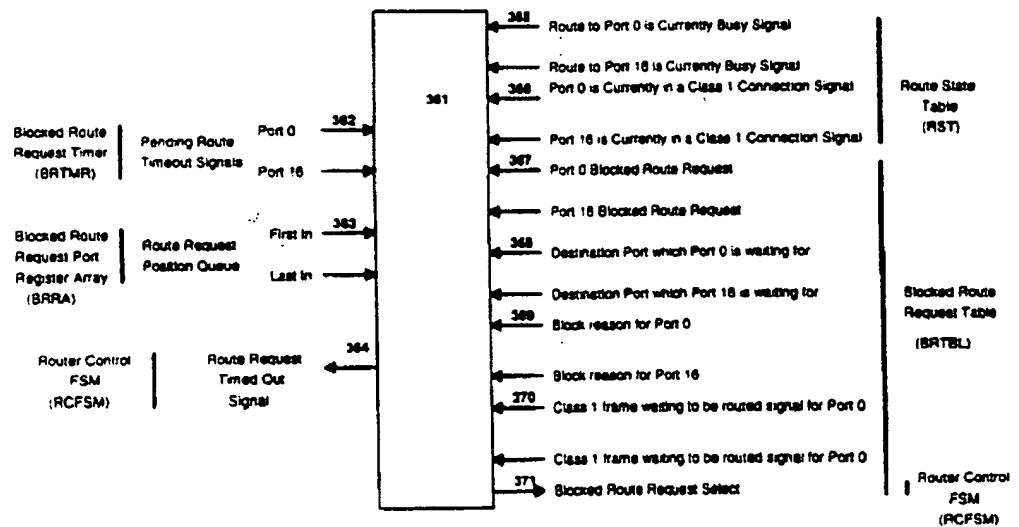 365
Route to Port 0 is Currently Busy Signal
Route to Port 16 is Currently Busy Signal
366
Port 0 is Currently in a Class 1 Connection Signal
Port 16 is Currently in a Class 1 Connection Signal
Route State
Table
(RST)
361
Blocked Route
Request Timer
(BRTMR)
Pending Route
Timeout Signals
Port 0
362
Port 16
367
Port 0 Blocked Route Request
Port 16 Blocked Route Request
Blocked Route
Request Port
Register Array
(BRRA)
Route Request
Position Queue
First In
363
Last In
368
Destination Port which Port 0 is waiting for
Destination Port which Port 16 is waiting for
369
Block reason for Port 0
Block reason for Port 16
Blocked Route
Request Table
(BRTBL)
Router Control
FSM
(RCFSM)
Route Request
Timed Out
Signal
364
370
Class 1 frame waiting to be routed signal for Port 0
Class 1 frame waiting to be routed signal for Port 0
371
Blocked Route Request Select
Router Control
FSM
(RCFSM)